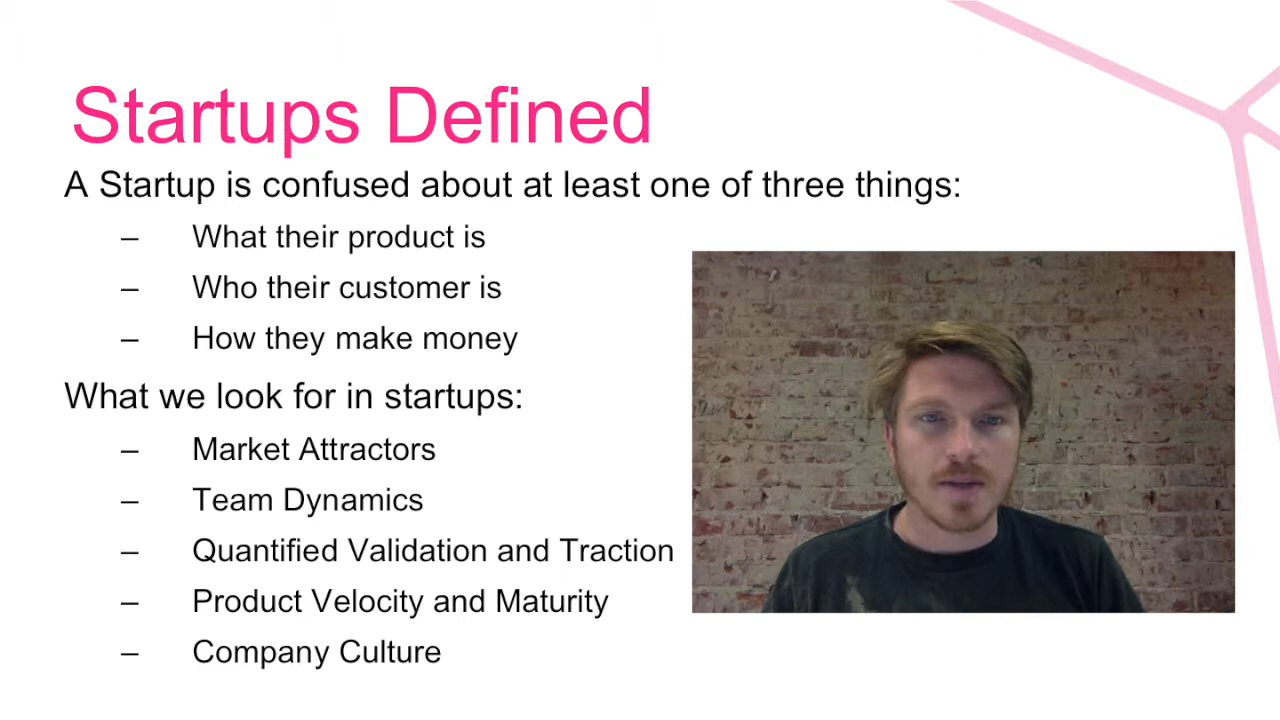 Startups Defined
A Startup is confused about at least one of three things:
– What their product is
– Who their customer is
– How they make money
What we look for in startups:
– Market Attractors
– Team Dynamics
– Quantified Validation and Traction
– Product Velocity and Maturity
– Company Culture